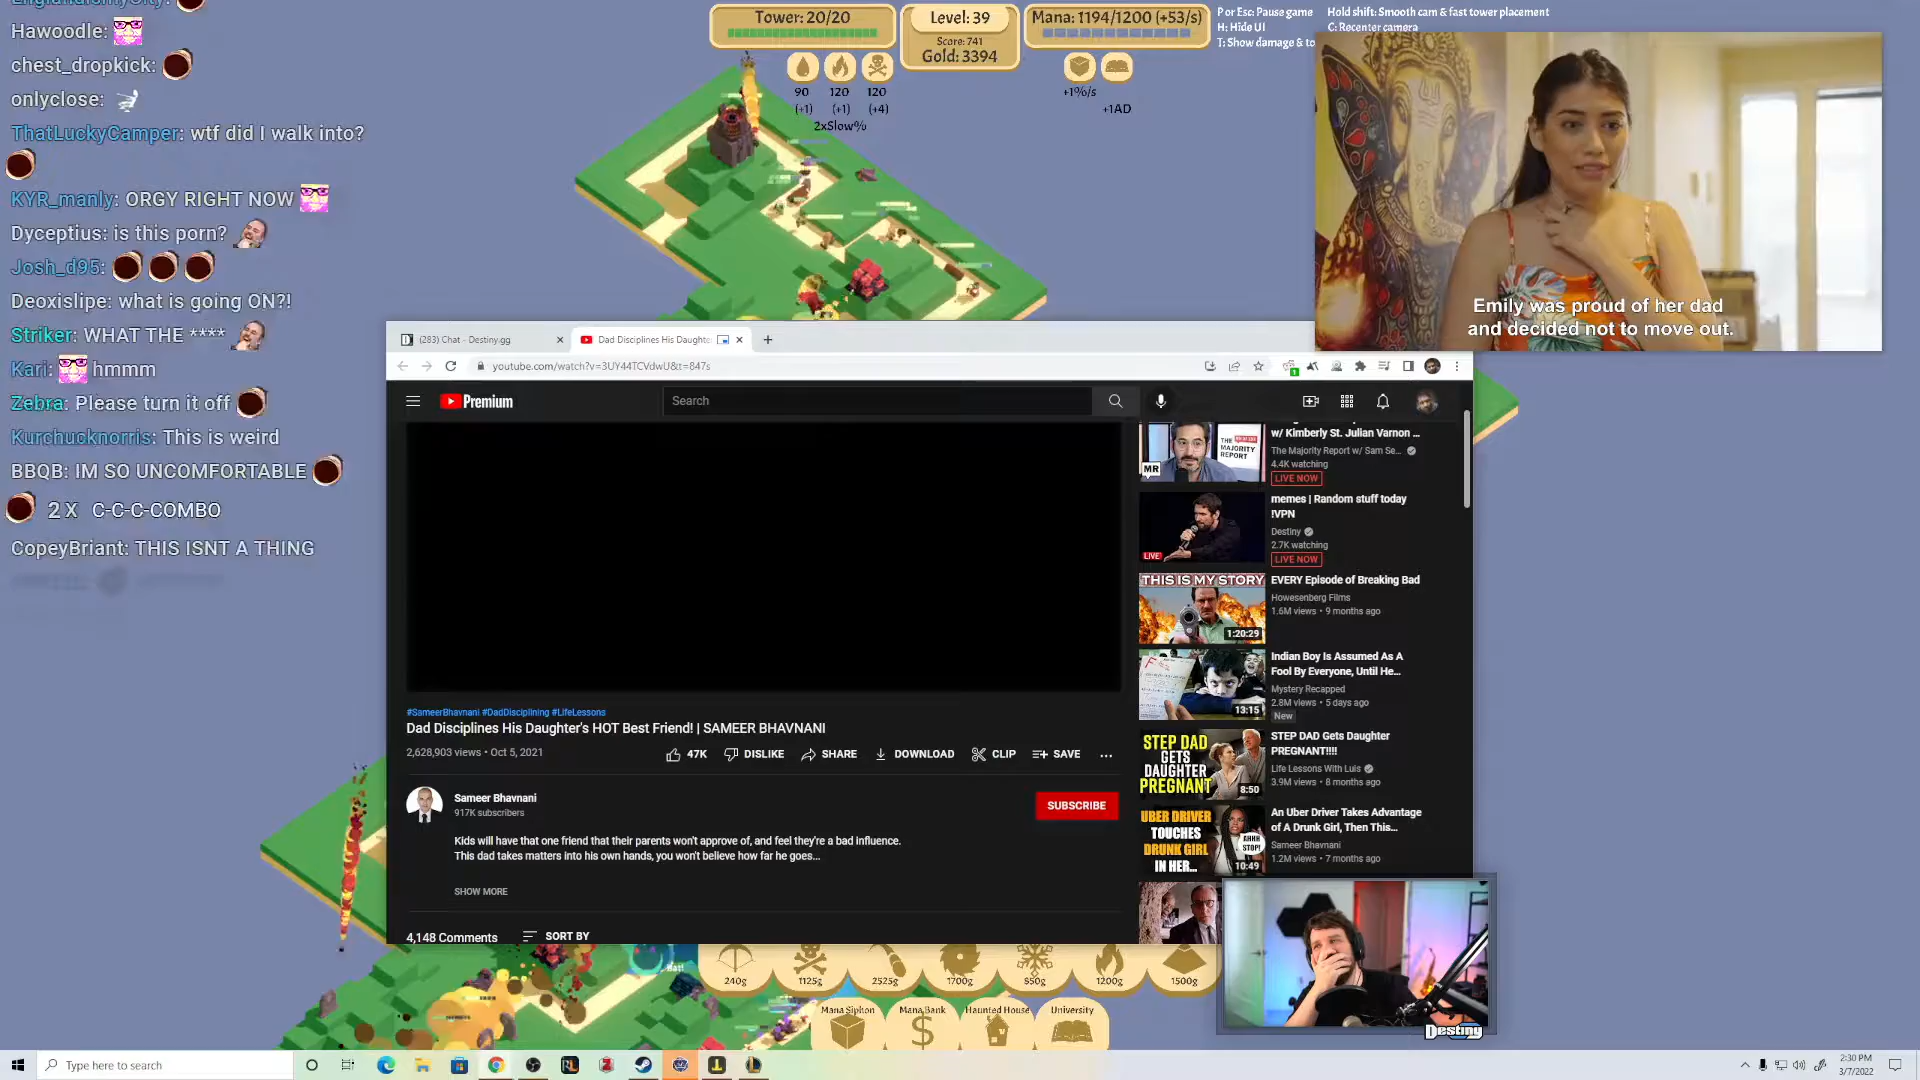 Hawoodle:
chest_dropkick:
onlyclose:
ThatLuckyCamper: wtf did I walk into?
KYR_manly: ORGY RIGHT NOW
Dyceptius: is this porn?
Josh_d95:
Deoxislipe: what is going ON?!
Striker: WHAT THE ****
Kari: hmmm
Zebra: Please turn it off
Kurchucknorris: This is weird
BBQB: IM SO UNCOMFORTABLE
2 X C-C-C-COMBO
CopeyBriant: THIS ISNT A THING
Tower: 20/20
Level: 39
Score: 741
Gold: 3394
Mana: 1194/1200 (+53/s)
90
120
120
(+1)
(+1)
(+4)
2xSlow%
+1%/s
+1AD
P or Esc: Pause game
H: Hide UI
T: Show damage & to
Hold shift: Smooth cam & fast tower placement
C: Recenter camera
Emily was proud of her dad
and decided not to move out.
(283) Chat - Destiny.gg
Dad Disciplines His Daughte
youtube.com/watch?v=3UY44TCVdwU&t=847s
Premium
Search
#SameerBhavnani #DadDisciplining #LifeLessons
Dad Disciplines His Daughter's HOT Best Friend! | SAMEER BHAVNANI
2,628,903 views • Oct 5, 2021
47K
DISLIKE
SHARE
DOWNLOAD
CLIP
SAVE
Sameer Bhavnani
917K subscribers
SUBSCRIBE
Kids will have that one friend that their parents won't approve of, and feel they're a bad influence.
This dad takes matters into his own hands, you won't believe how far he goes...
SHOW MORE
4,148 Comments
SORT BY
THE
MAJORITY
REPORT
MR
w/ Kimberly St. Julian Varnon ...
The Majority Report w/ Sam Se...
4.4K watching
LIVE NOW
LIVE
memes | Random stuff today
!VPN
Destiny
2.7K watching
LIVE NOW
THIS IS MY STORY
1:20:29
EVERY Episode of Breaking Bad
Howesenberg Films
1.6M views • 9 months ago
13:15
Indian Boy Is Assumed As A
Fool By Everyone, Until He...
Mystery Recapped
2.8M views • 5 days ago
New
STEP DAD
GETS
DAUGHTER
PREGNANT
8:50
STEP DAD Gets Daughter
PREGNANT!!!!
Life Lessons With Luis
3.9M views • 8 months ago
UBER DRIVER
TOUCHES
DRUNK GIRL
IN HER...
AHHH
STOP!
10:49
An Uber Driver Takes Advantage
of A Drunk Girl, Then This...
Sameer Bhavnani
1.2M views • 7 months ago
240g
1125g
2525g
1700g
850g
1200g
1500g
Mana Siphon
Mana Bank
Haunted House
University
Destiny
Type here to search
2:30 PM
3/7/2022